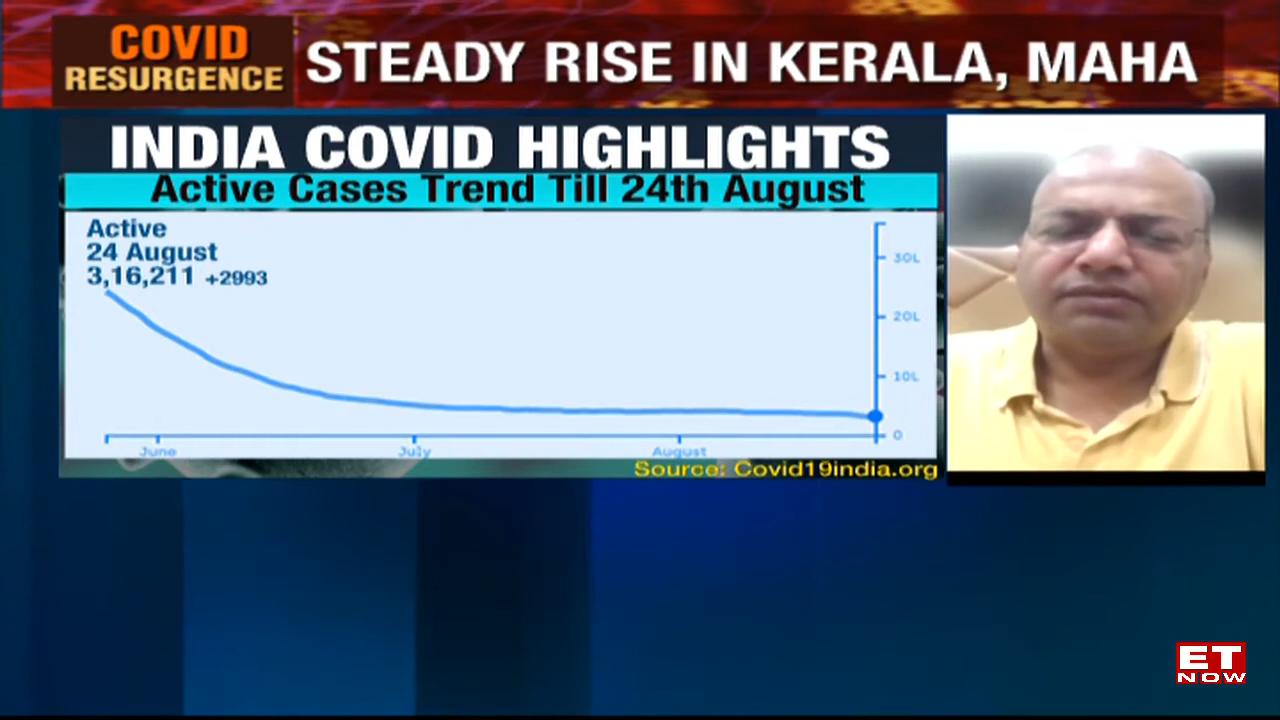 COVID
RESURGENCE
STEADY RISE IN KERALA, MAHA
INDIA COVID HIGHLIGHTS
Active Cases Trend Till 24th August
Active
24 August
3,16,211 +2993
30L
20L
10L
0
June July August
Source: Covid19india.org
ET
NOW